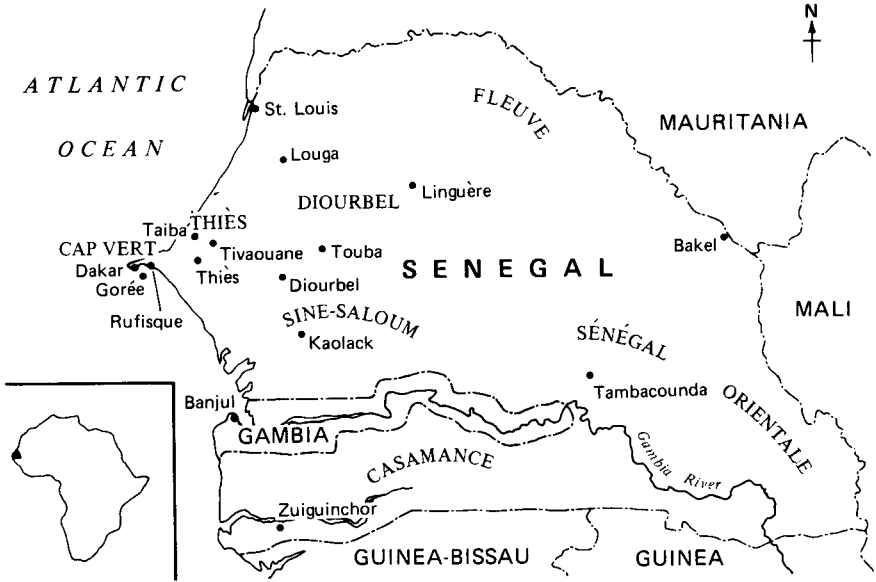 N
ATLANTIC
OCEAN
FLEUVE
MAURITANIA
St. Louis
Louga
Linguère
DIOURBEL
Taiba
THIÈS
Tivaouane
Touba
Bakel
CAP VERT
Dakar
Thiès
Gorée
Diourbel
SENEGAL
Rufisque
SINE-SALOUM
MALI
Kaolack
SÉNÉGAL
ORIENTALE
Tambacounda
Banjul
GAMBIA
CASAMANCE
Gambia River
Zuiguinchor
GUINEA-BISSAU
GUINEA